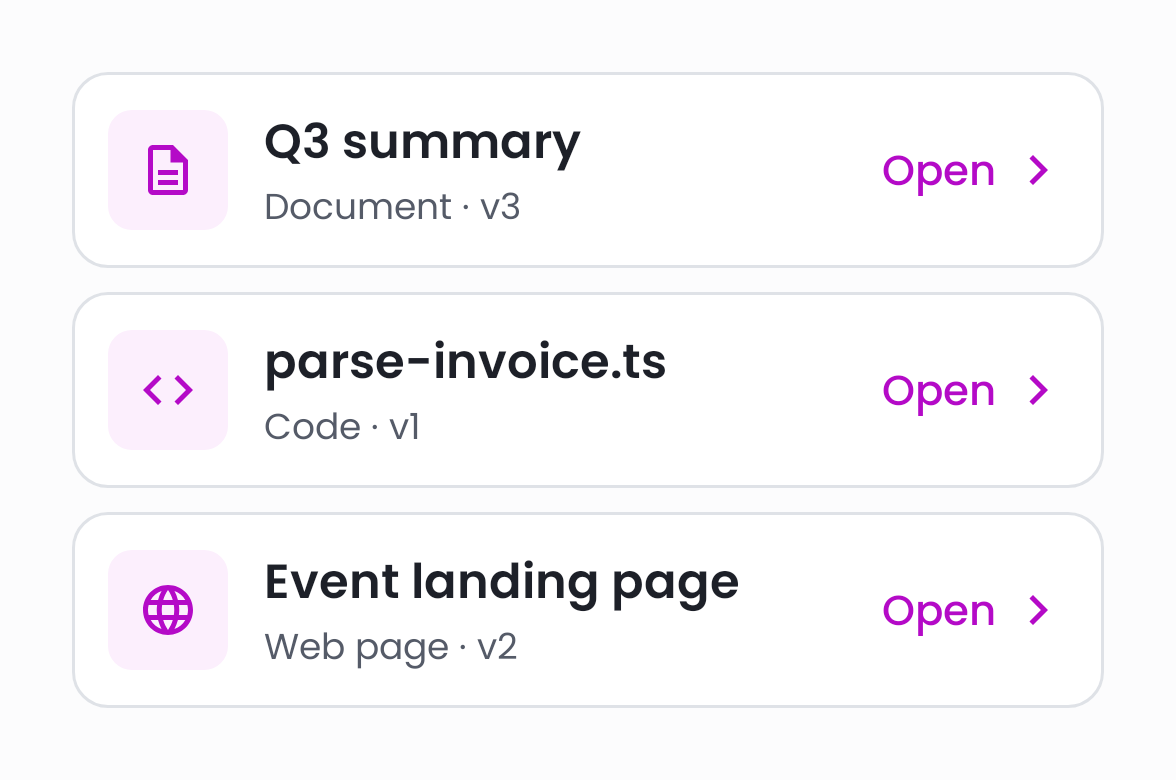 Q3 summary
Document · v3
Open
parse-invoice.ts
Code · v1
Open
Event landing page
Web page · v2
Open